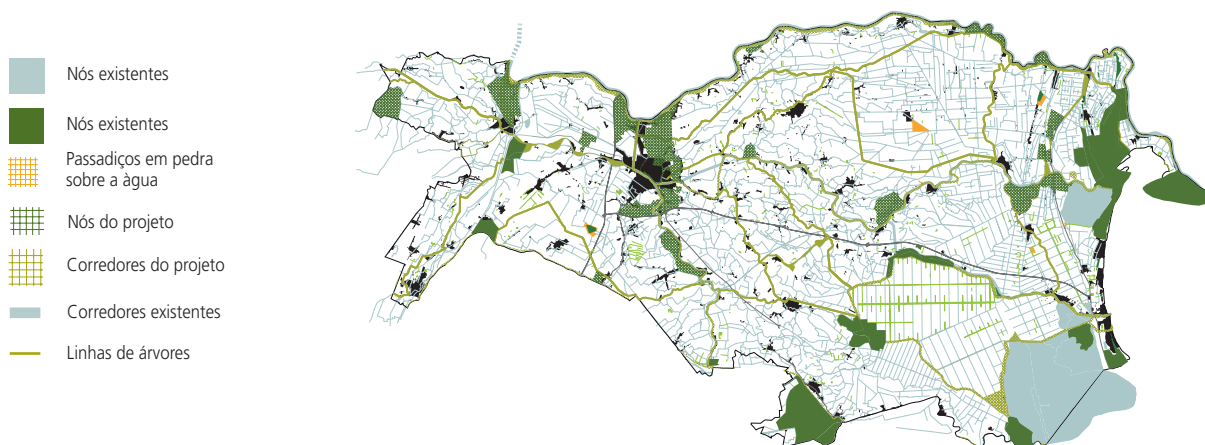 Nós existentes
Nós existentes
Passadiços em pedra
sobre a àgua
Nós do projeto
Corredores do projeto
Corredores existentes
Linhas de árvores